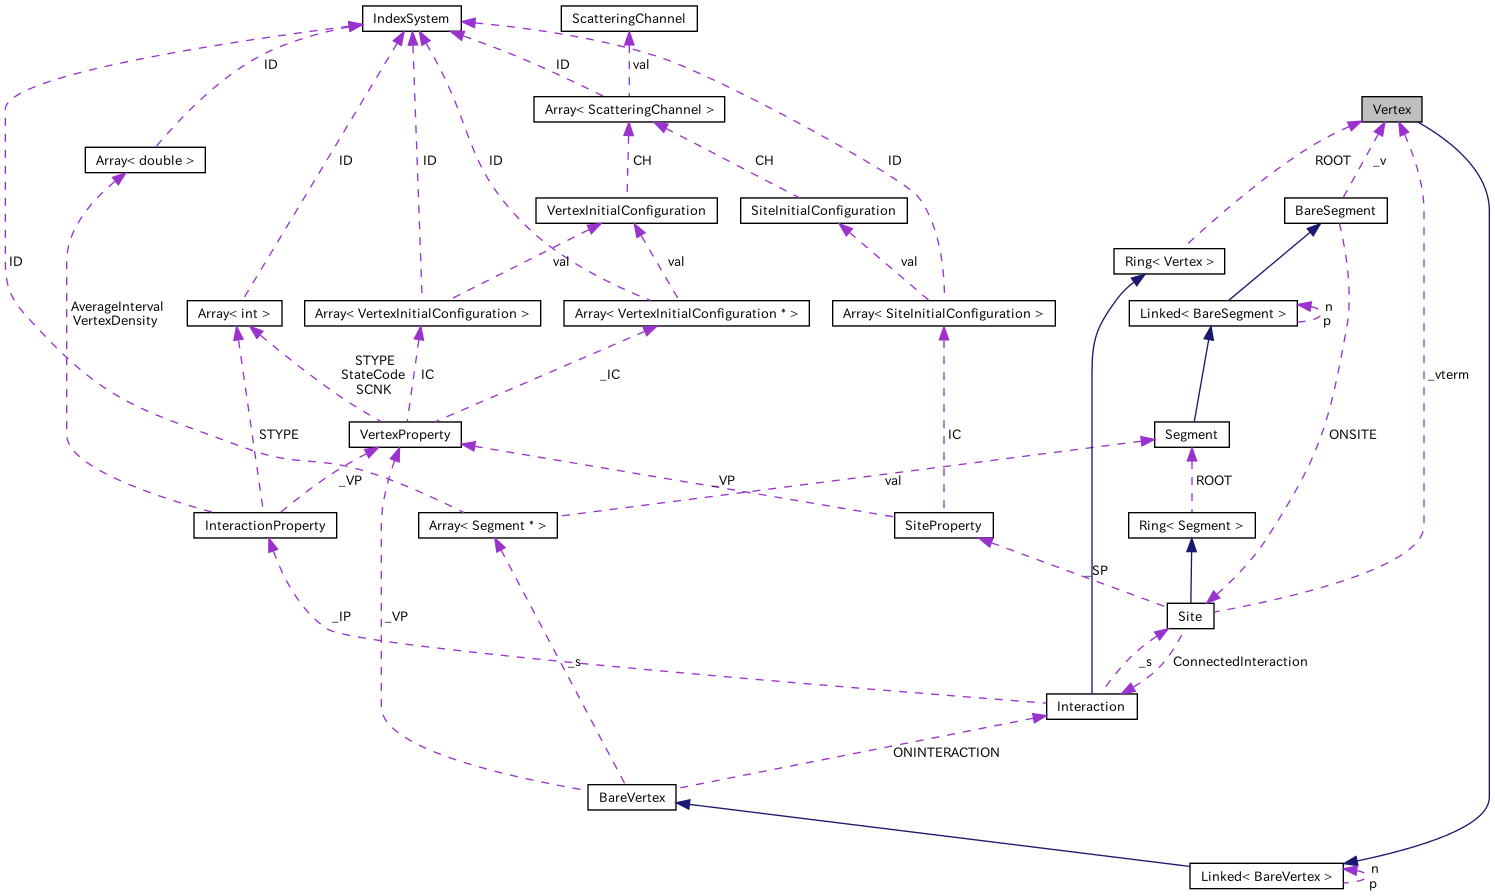 IndexSystem
ScatteringChannel
ID
ID
val
Array< ScatteringChannel >
Vertex
Array< double >
ID
ID
ID
CH
CH
ID
ROOT
_v
VertexInitialConfiguration
SiteInitialConfiguration
BareSegment
ID
val
val
val
Ring< Vertex >
AverageInterval
VertexDensity
Array< int >
Array< VertexInitialConfiguration >
Array< VertexInitialConfiguration * >
Array< SiteInitialConfiguration >
Linked< BareSegment >
n
p
STYPE
StateCode
SCNK
IC
_IC
_vterm
STYPE
VertexProperty
IC
Segment
ONSITE
_VP
_VP
val
ROOT
InteractionProperty
Array< Segment * >
SiteProperty
Ring< Segment >
_SP
_IP
_VP
Site
_s
_s
ConnectedInteraction
Interaction
ONINTERACTION
BareVertex
Linked< BareVertex >
n
p